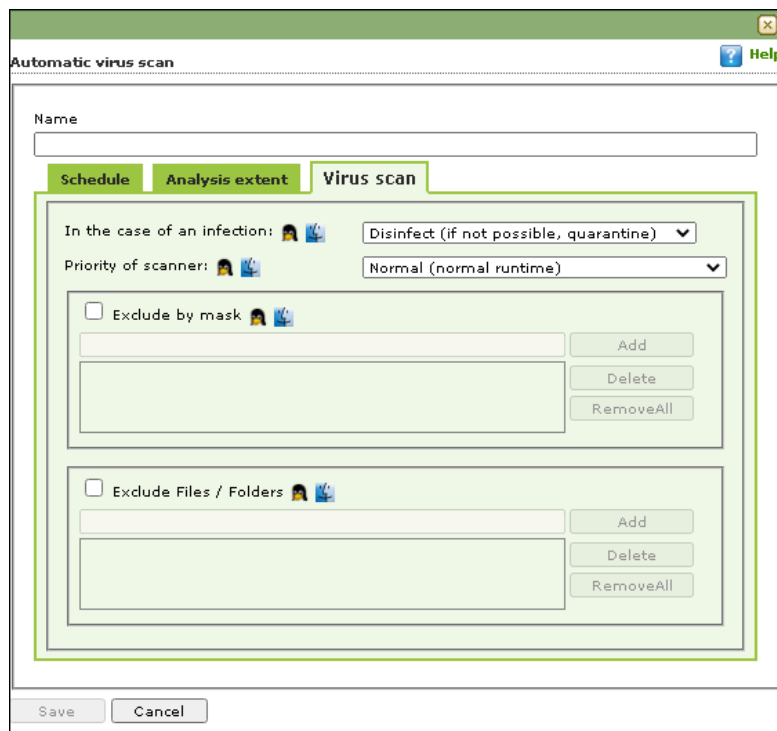 Automatic virus scan
Help
Name
Schedule
Analysis extent
Virus scan
In the case of an infection:
Disinfect (if not possible, quarantine)
Priority of scanner:
Normal (normal runtime)
Exclude by mask
Add
Delete
RemoveAll
Exclude Files / Folders
Add
Delete
RemoveAll
Save
Cancel